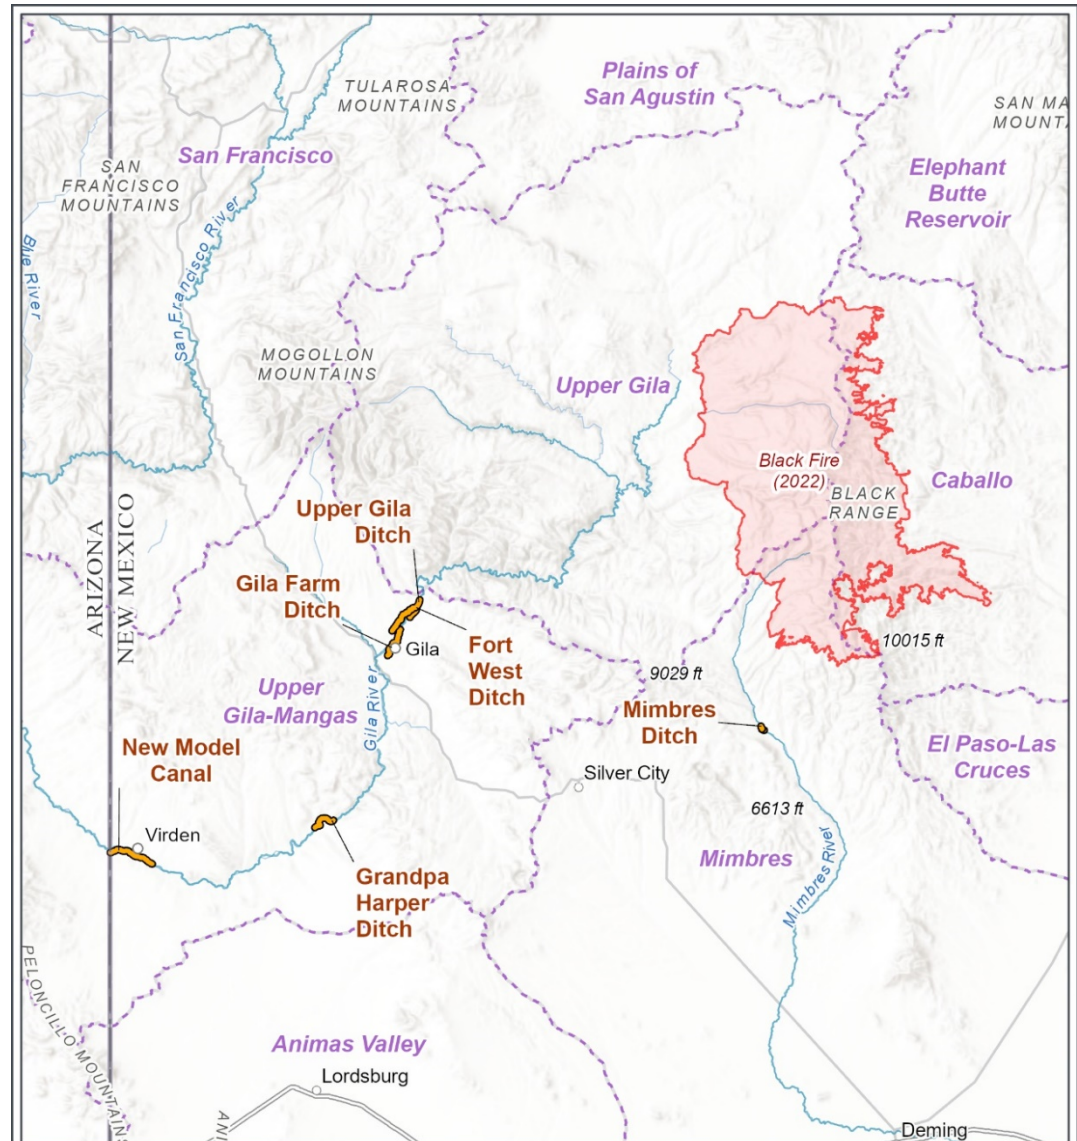 Plains of
San Agustin
TULAROSA
MOUNTAINS
SAN MA
MOUNTA
San Francisco
SAN
FRANCISCO
MOUNTAINS
Elephant
Butte
Reservoir
Blue River
San Francisco River
MOGOLLON
MOUNTAINS
Upper Gila
Black Fire
(2022)
BLACK
RANGE
Caballo
Upper Gila
Ditch
ARIZONA
NEW MEXICO
Gila Farm
Ditch
Gila
Fort
West
Ditch
10015 ft
9029 ft
Upper
Gila-Mangas
Gila River
Mimbres
Ditch
El Paso-Las
Cruces
New Model
Canal
Silver City
6613 ft
Virden
Mimbres
Mimbres River
Grandpa
Harper
Ditch
PELONCILLO MOUNTAINS
Animas Valley
Lordsburg
ANI
Deming